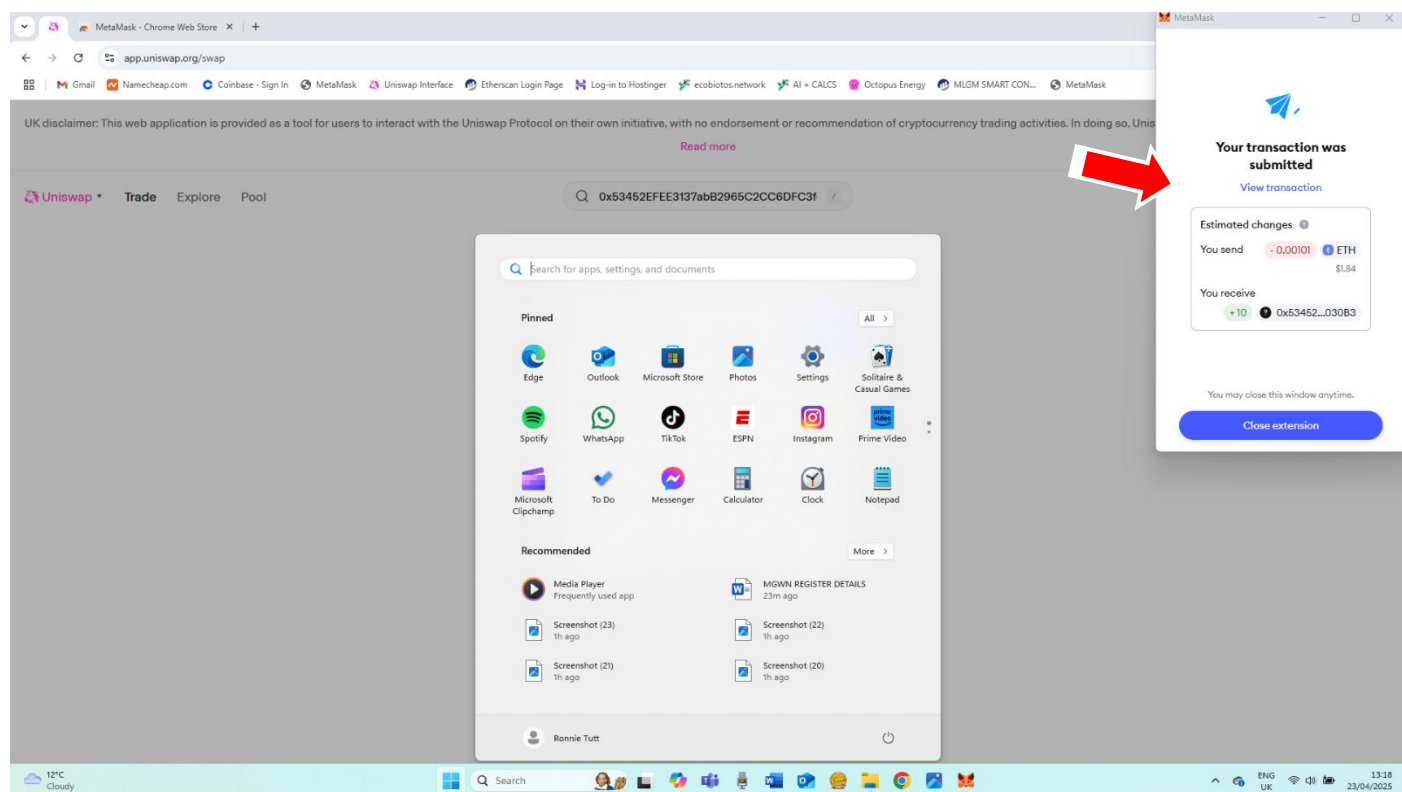 MetaMask - Chrome Web Store
app.uniswap.org/swap
Gmail Namecheap.com Coinbase - Sign In MetaMask Uniswap Interface Etherscan Login Page Log-in to Hostinger ecobiotos.network AI + CALCS Octopus Energy MLGM SMART CON... MetaMask
UK disclaimer: This web application is provided as a tool for users to interact with the Uniswap Protocol on their own initiative, with no endorsement or recommendation of cryptocurrency trading activities. In doing so, Unis
Read more
Uniswap Trade Explore Pool
0x53452EFEE3137abB2965C2CC6DFC3f
/
Search for apps, settings, and documents
Pinned
All >
Edge Outlook Microsoft Store Photos Settings Solitaire &
Casual Games
Spotify WhatsApp TikTok ESPN Instagram Prime Video
prime
video
Microsoft
Clipchamp
To Do Messenger Calculator Clock Notepad
Recommended
More >
Media Player
Frequently used app
MGWN REGISTER DETAILS
23m ago
Screenshot (23)
1h ago
Screenshot (22)
1h ago
Screenshot (21)
1h ago
Screenshot (20)
1h ago
Ronnie Tutt
MetaMask
Your transaction was
submitted
View transaction
Estimated changes
You send - 0.00101 ETH
$1.84
You receive
+ 10 ? 0x53452...030B3
You may close this window anytime.
Close extension
12°C
Cloudy
Search
ENG
UK
13:18
23/04/2025